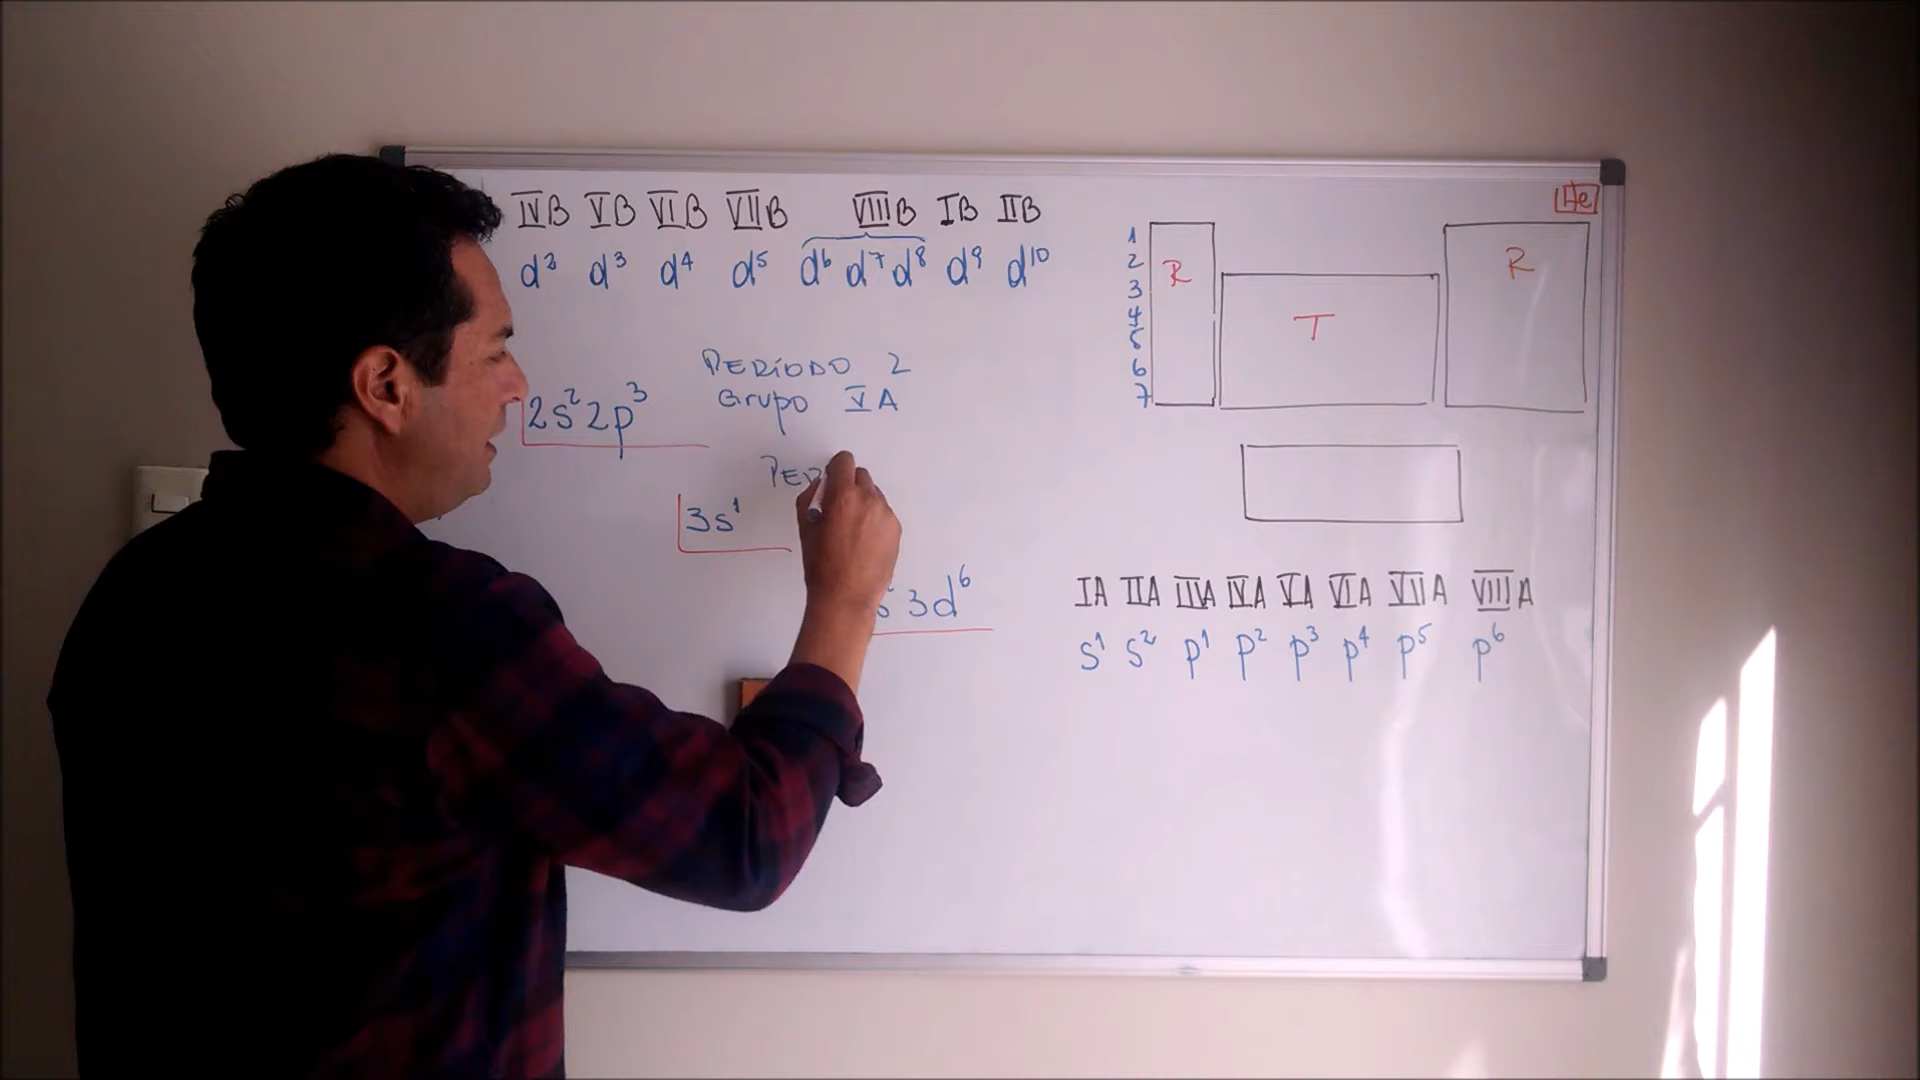 IVB VB VIB VIIB VIIIB IB IIB
d² d³ d⁴ d⁵ d⁶ d⁷ d⁸ d⁹ d¹⁰
PERÍODO 2
Grupo VA
2s² 2p³
3s¹
3d⁶
He
1
2
3
4
5
6
7
R
T
R
IA IIA IIIA IVA VA VIA VIIA VIIIA
s¹ s² p¹ p² p³ p⁴ p⁵ p⁶